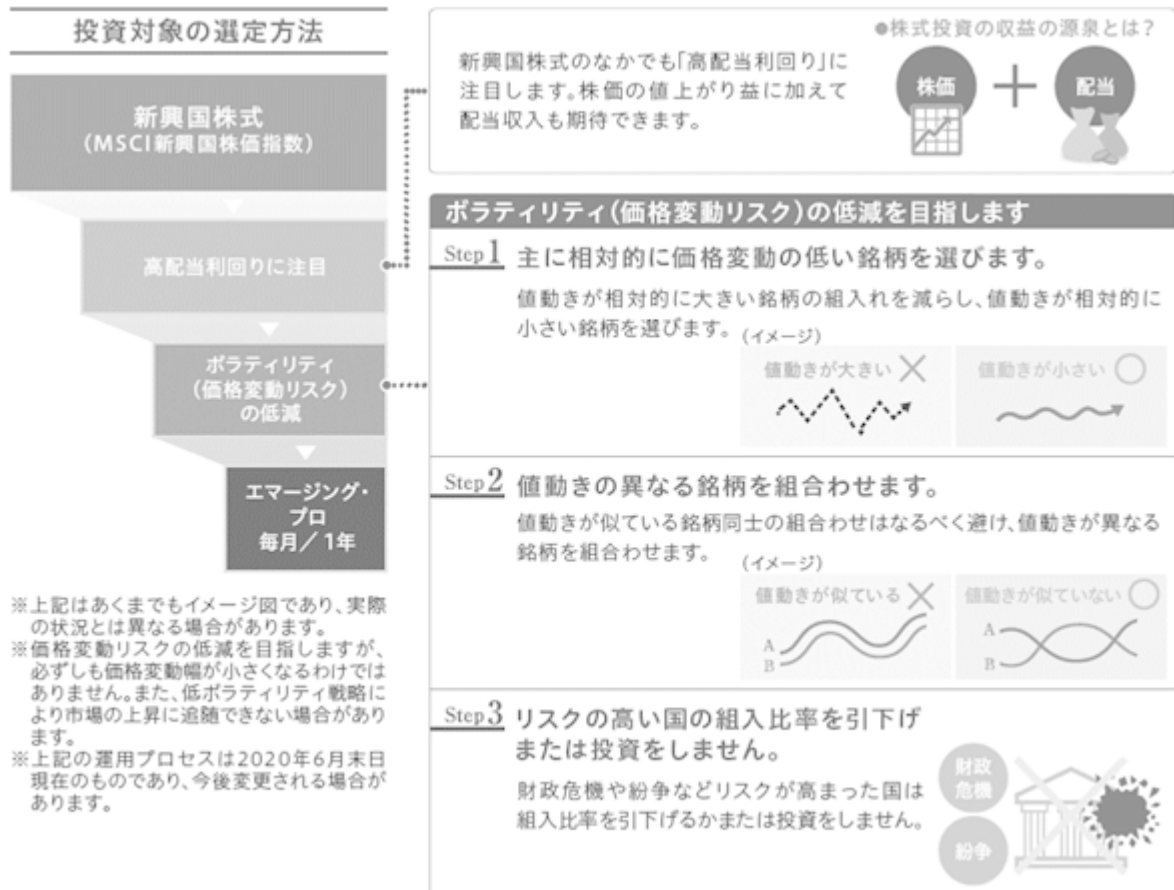 投資対象の選定方法
新興国株式
(MSCI新興国株価指数)
高配当利回りに注目
ボラティリティ
(価格変動リスク)
の低減
エマージング・
プロ
毎月/1年
※上記はあくまでもイメージ図であり、実際
の状況とは異なる場合があります。
※価格変動リスクの低減を目指しますが、
必ずしも価格変動幅が小さくなるわけでは
ありません。また、低ボラティリティ戦略に
より市場の上昇に追随できない場合があり
ます。
※上記の運用プロセスは2020年6月末日
現在のものであり、今後変更される場合が
あります。
●株式投資の収益の源泉とは?
新興国株式のなかでも「高配当利回り」に
注目します。株価の値上がり益に加えて
配当収入も期待できます。
株価
+
配当
ボラティリティ(価格変動リスク)の低減を目指します
Step1 主に相対的に価格変動の低い銘柄を選びます。
値動きが相対的に大きい銘柄の組入れを減らし、値動きが相対的に
小さい銘柄を選びます。
(イメージ)
値動きが大きい ×
値動きが小さい ○
Step2 値動きの異なる銘柄を組合わせます。
値動きが似ている銘柄同士の組合わせはなるべく避け、値動きが異なる
銘柄を組合わせます。
(イメージ)
値動きが似ている ×
A
B
値動きが似ていない ○
A
B
Step3 リスクの高い国の組入比率を引下げ
または投資をしません。
財政危機や紛争などリスクが高まった国は
組入比率を引下げるかまたは投資をしません。
財政
危機
紛争